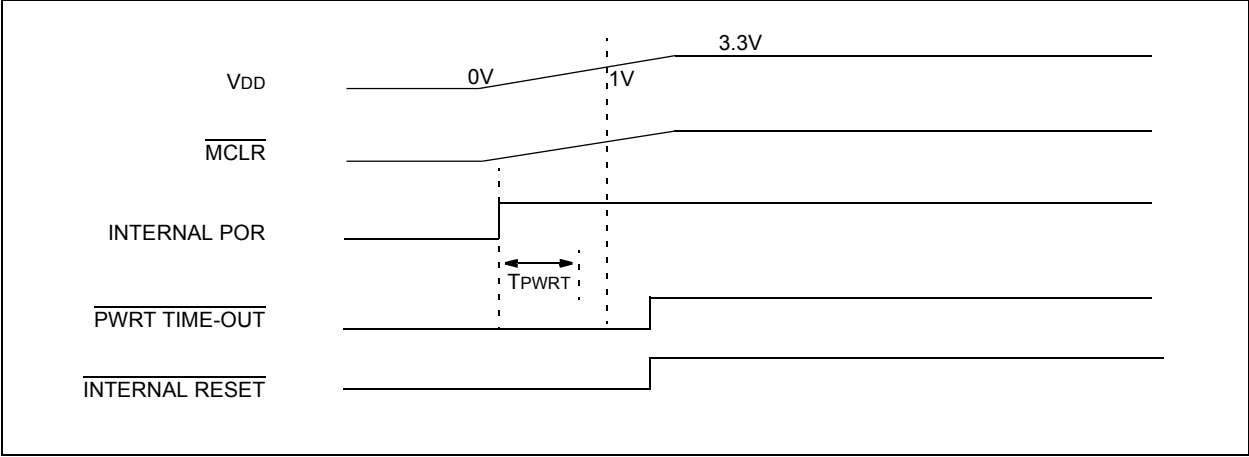 3.3V
VDD 0V 1V
MCLR
INTERNAL POR
TPWRT
PWRT TIME-OUT
INTERNAL RESET